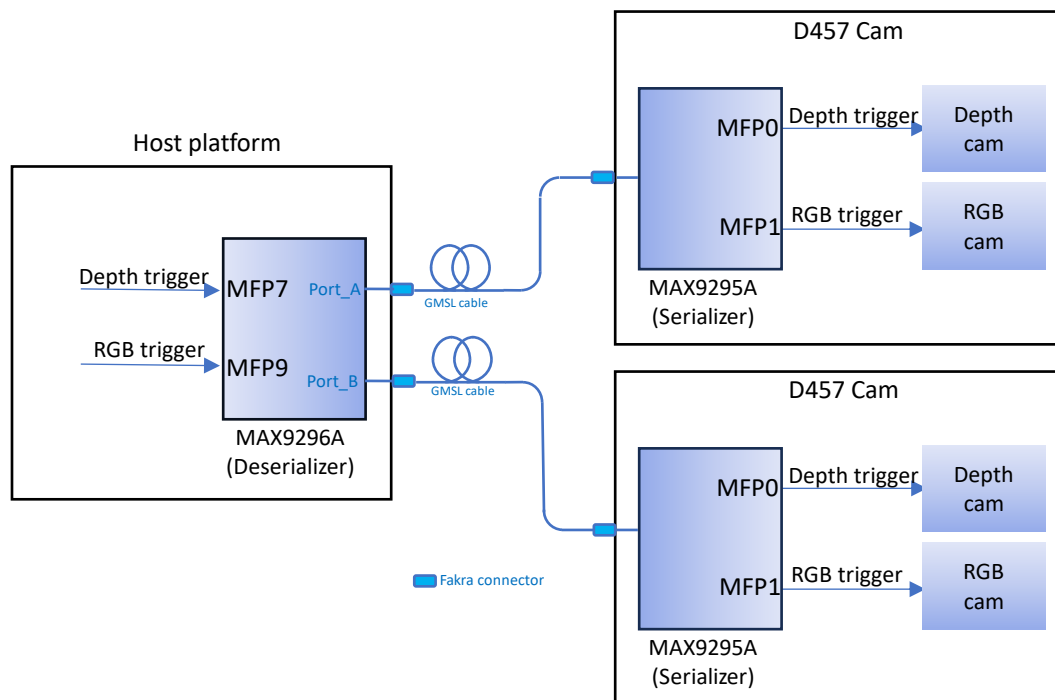 Host platform
Depth trigger
MFP7
RGB trigger
MFP9
Port_A
Port_B
MAX9296A
(Deserializer)
GMSL cable
GMSL cable
Fakra connector
D457 Cam
MFP0
Depth trigger
Depth
cam
MFP1
RGB trigger
RGB
cam
MAX9295A
(Serializer)
D457 Cam
MFP0
Depth trigger
Depth
cam
MFP1
RGB trigger
RGB
cam
MAX9295A
(Serializer)